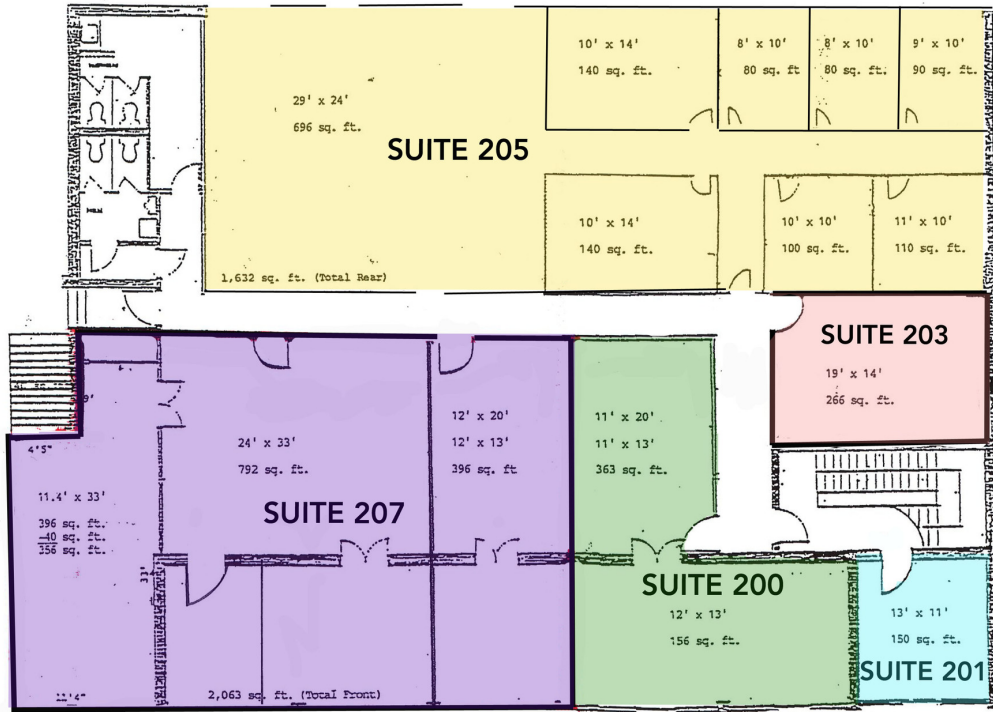 10' x 14'
140 sq. ft.
8' x 10'
80 sq. ft
8' x 10'
80 sq. ft.
9' x 10'
90 sq. ft.
29' x 24'
696 sq. ft.
SUITE 205
10' x 14'
140 sq. ft.
10' x 10'
100 sq. ft.
11' x 10'
110 sq. ft.
1,632 sq. ft. (Total Rear)
SUITE 203
19' x 14'
266 sq. ft.
9'
4'5"
24' x 33'
792 sq. ft.
12' x 20'
12' x 13'
396 sq. ft.
11' x 20'
11' x 13'
363 sq. ft.
11.4' x 33'
396 sq. ft.
-40 sq. ft.
356 sq. ft.
SUITE 207
33'
SUITE 200
12' x 13'
156 sq. ft.
13' x 11'
150 sq. ft.
SUITE 201
11'4"
2,063 sq. ft. (Total Front)